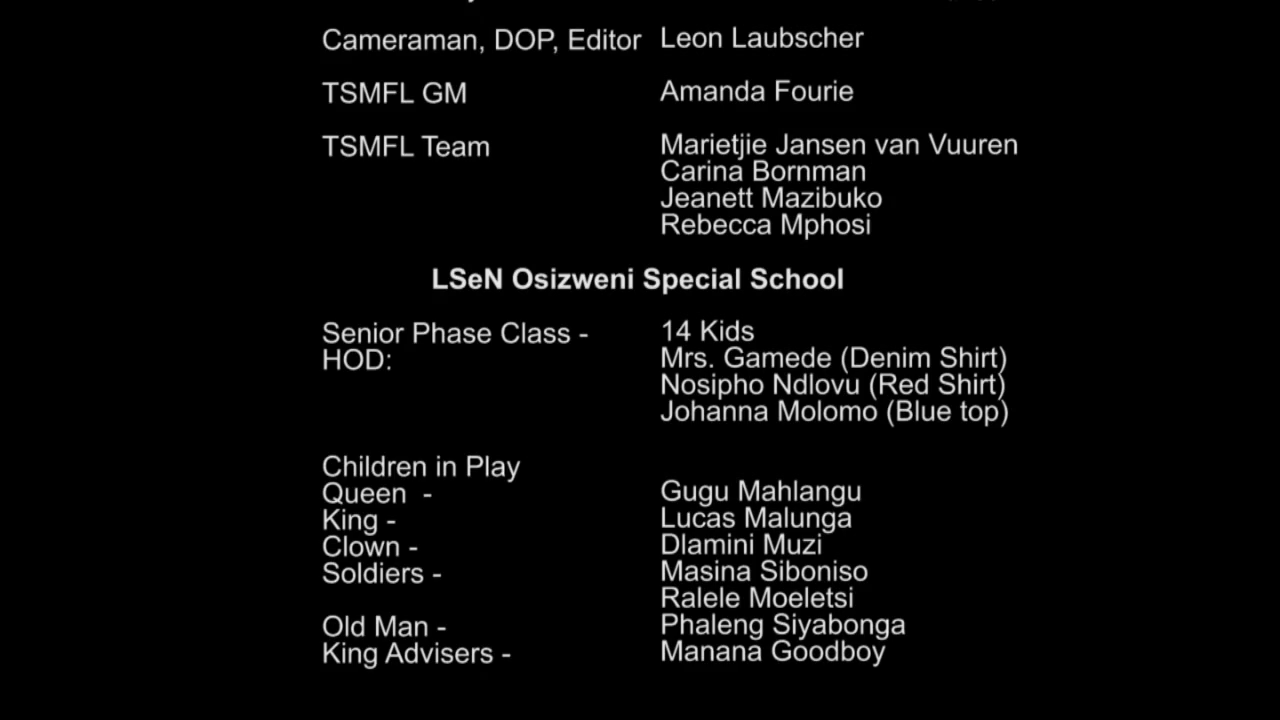 Cameraman, DOP, Editor Leon Laubscher
TSMFL GM Amanda Fourie
TSMFL Team Marietjie Jansen van Vuuren
Carina Bornman
Jeanett Mazibuko
Rebecca Mphosi
LSeN Osizweni Special School
Senior Phase Class - 14 Kids
HOD: Mrs. Gamede (Denim Shirt)
Nosipho Ndlovu (Red Shirt)
Johanna Molomo (Blue top)
Children in Play
Queen - Gugu Mahlangu
King - Lucas Malunga
Clown - Dlamini Muzi
Soldiers - Masina Siboniso
Ralele Moeletsi
Old Man - Phaleng Siyabonga
King Advisers - Manana Goodboy